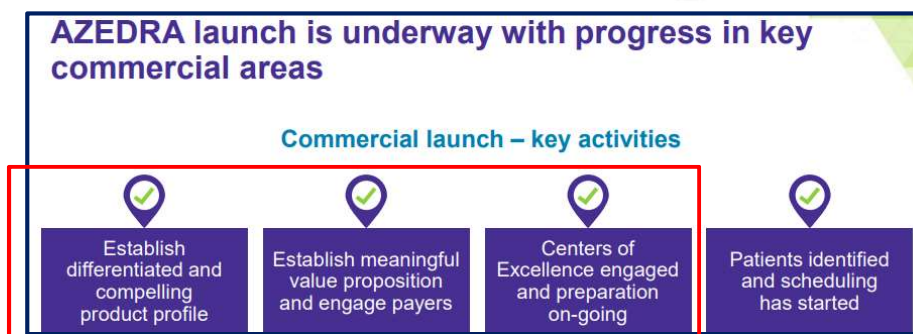 AZEDRA launch is underway with progress in key
commercial areas
Commercial launch – key activities
Establish
differentiated and
compelling
product profile
Establish meaningful
value proposition
and engage payers
Centers of
Excellence engaged
and preparation
on-going
Patients identified
and scheduling
has started